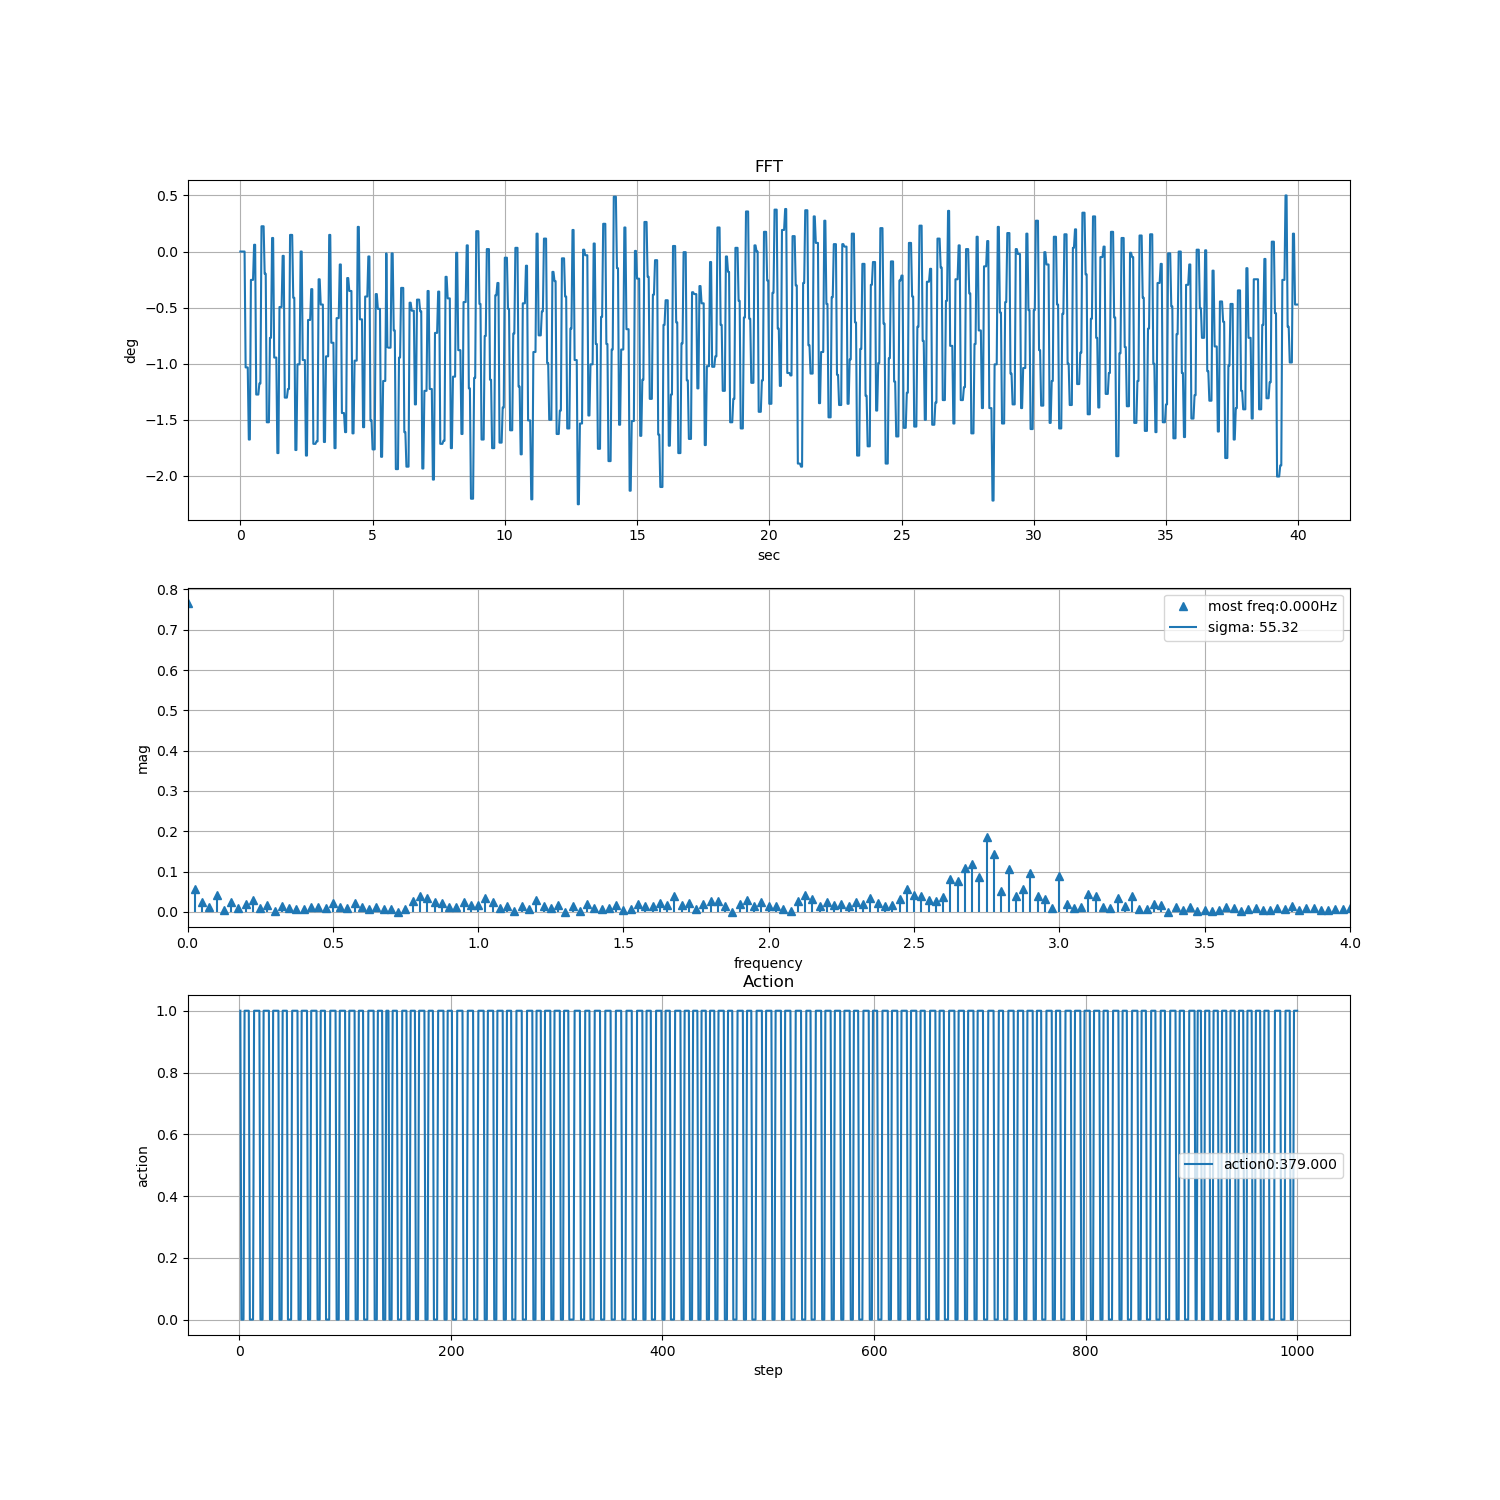 FFT
0.5
0.0
−0.5
−1.0
−1.5
−2.0
deg
0 5 10 15 20 25 30 35 40
sec
0.8
0.7
0.6
0.5
0.4
0.3
0.2
0.1
0.0
mag
most freq:0.000Hz
sigma: 55.32
0.0 0.5 1.0 1.5 2.0 2.5 3.0 3.5 4.0
frequency
Action
1.0
0.8
0.6
0.4
0.2
0.0
action
action0:379.000
0 200 400 600 800 1000
step